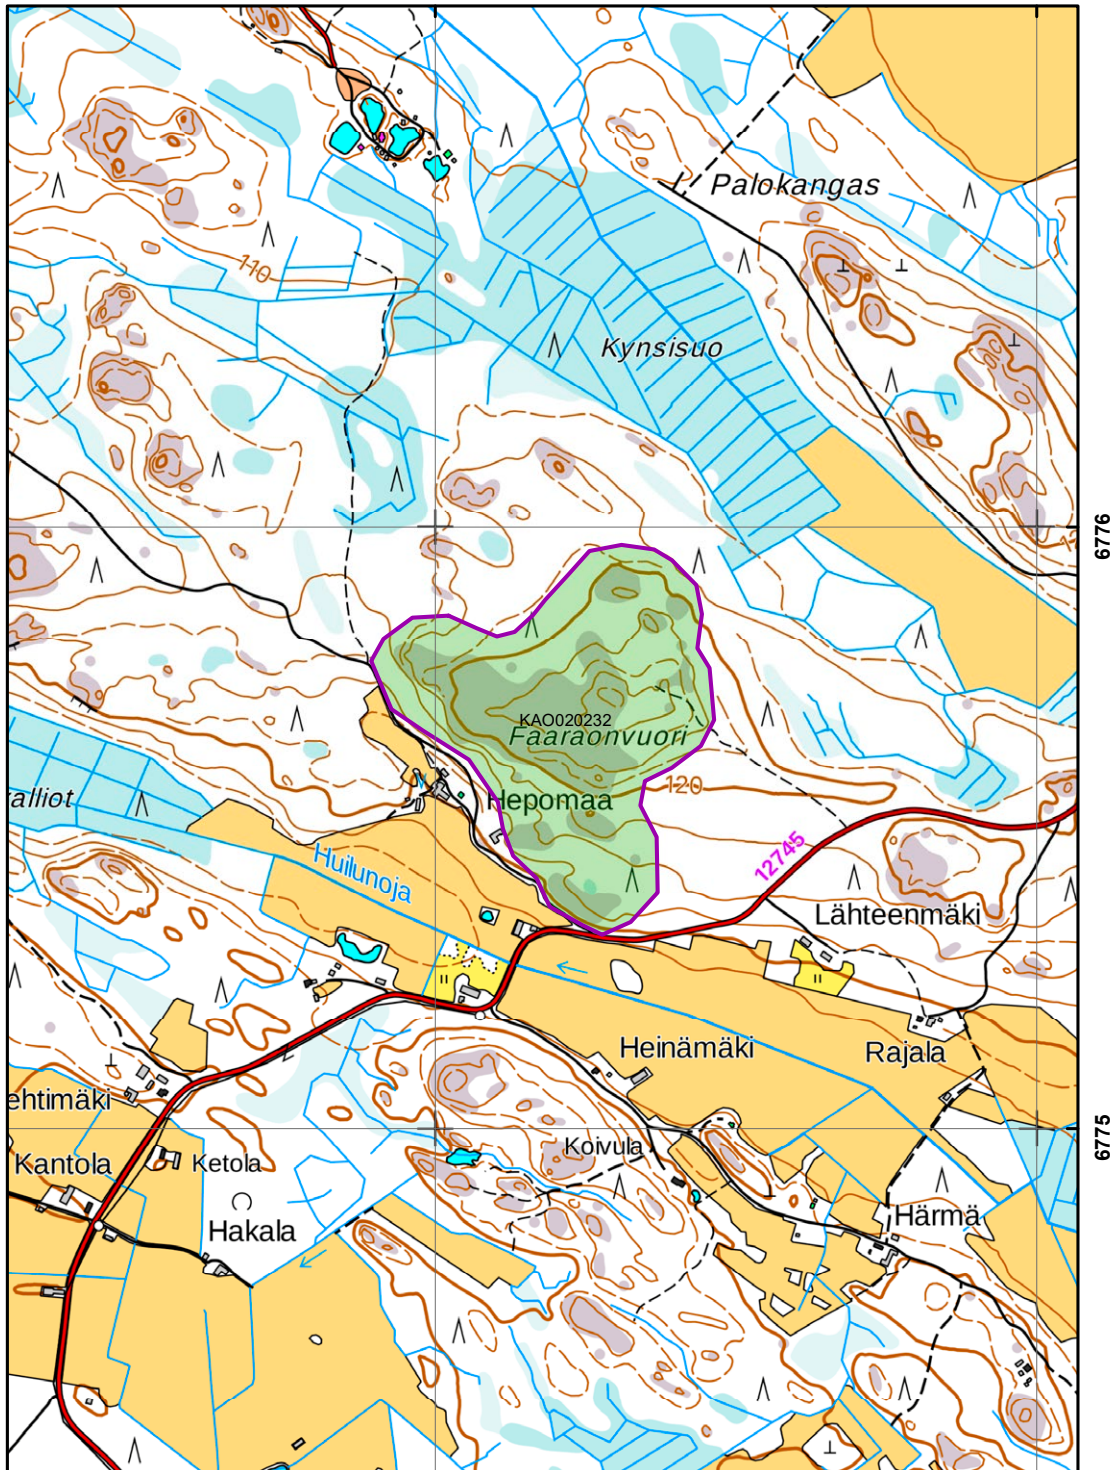 Palokangas
110
Kynsisuo
6776
KAO020232
Faaraonvuori
120
alliot
Hepomaa
12745
Huilunoja
Lähteenmäki
Heinämäki
Rajala
ehtimäki
6775
Koivula
Kantola
Ketola
Härmä
Hakala